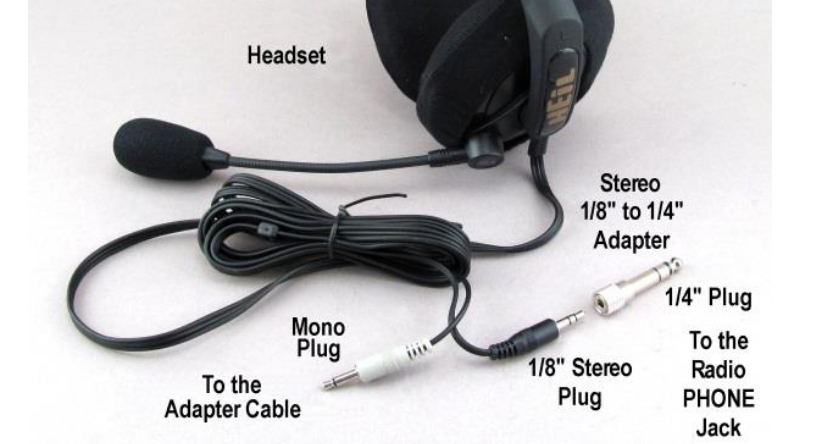 Headset
HEiL
Stereo
1/8" to 1/4"
Adapter
1/4" Plug
Mono
Plug
To the
Adapter Cable
1/8" Stereo
Plug
To the
Radio
PHONE
Jack